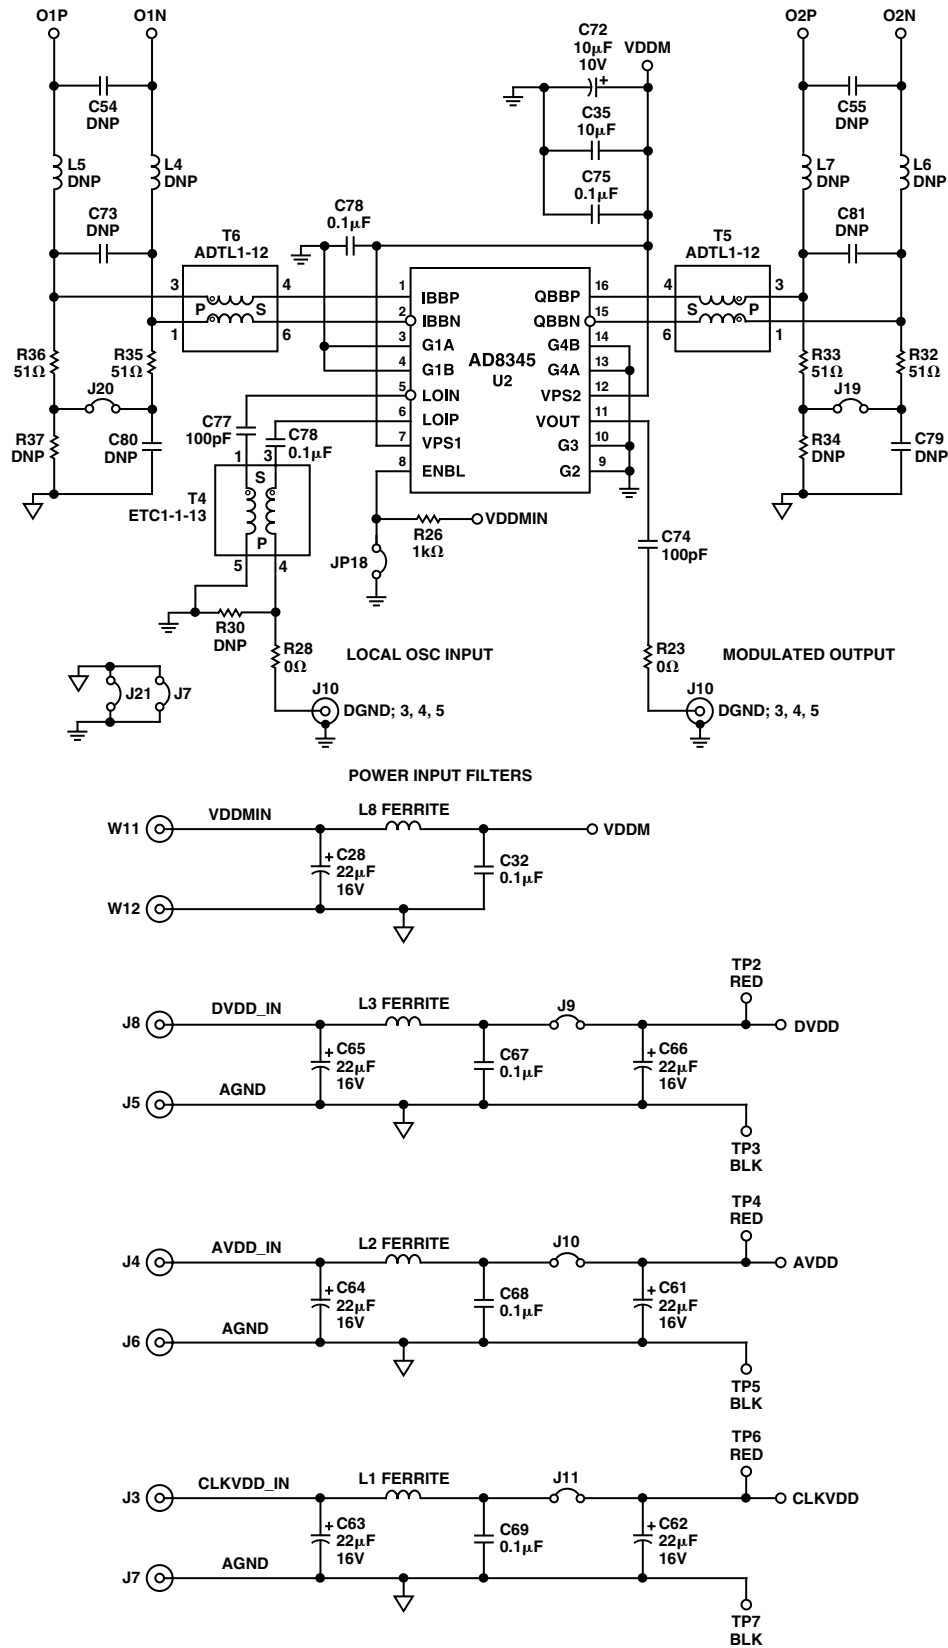 O1P O1N
C72
10μF
10V
VDDM
O2P O2N
C54
DNP
C35
10μF
C55
DNP
L5
DNP
L4
DNP
C75
0.1μF
L7
DNP
L6
DNP
C73
DNP
C78
0.1μF
C81
DNP
T6
ADTL1-12
T5
ADTL1-12
3 P S 4
1 6
4 S P 3
6 1
AD8345
U2
1 IBBP
2 IBBN
3 G1A
4 G1B
5 LOIN
6 LOIP
7 VPS1
8 ENBL
QBBP 16
QBBN 15
G4B 14
G4A 13
VPS2 12
VOUT 11
G3 10
G2 9
R36
51Ω
R35
51Ω
J20
R37
DNP
C80
DNP
R33
51Ω
R32
51Ω
J19
R34
DNP
C79
DNP
C77
100pF
C78
0.1μF
1 3
S
T4
ETC1-1-13
P
5 4
R26
1kΩ
VDDMIN
JP18
C74
100pF
R30
DNP
R28
0Ω
LOCAL OSC INPUT
R23
0Ω
MODULATED OUTPUT
J21 J7
J10
DGND; 3, 4, 5
J10
DGND; 3, 4, 5
POWER INPUT FILTERS
W11 VDDMIN L8 FERRITE VDDM
C28
22μF
16V
+
C32
0.1μF
W12
TP2
RED
J8 DVDD_IN L3 FERRITE J9 DVDD
C65
22μF
16V
+
C67
0.1μF
C66
22μF
16V
+
J5 AGND
TP3
BLK
TP4
RED
J4 AVDD_IN L2 FERRITE J10 AVDD
C64
22μF
16V
+
C68
0.1μF
C61
22μF
16V
+
J6 AGND
TP5
BLK
TP6
RED
J3 CLKVDD_IN L1 FERRITE J11 CLKVDD
C63
22μF
16V
+
C69
0.1μF
C62
22μF
16V
+
J7 AGND
TP7
BLK